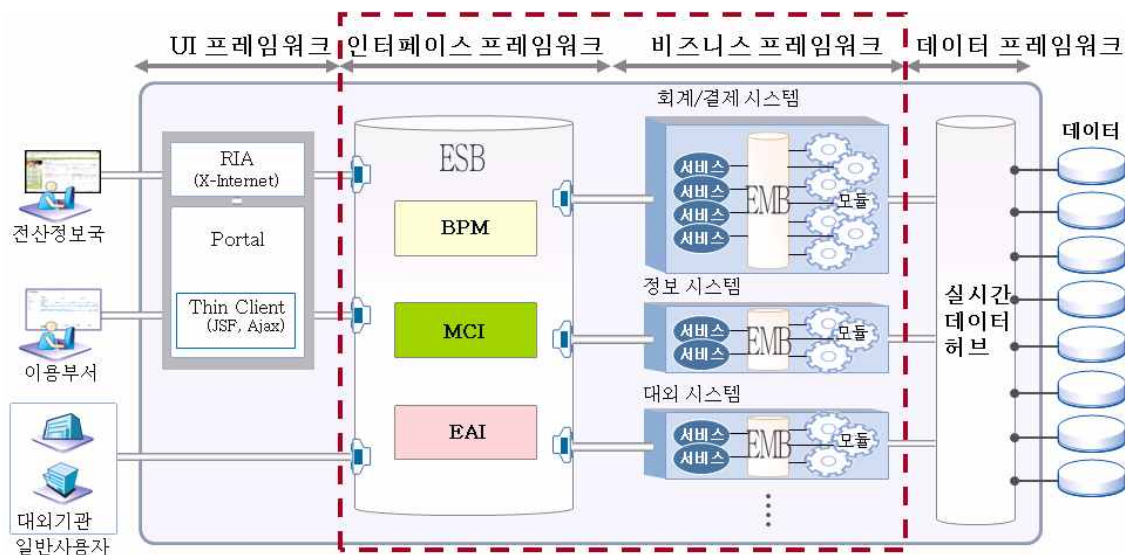 UI 프레임워크
인터페이스 프레임워크
비즈니스 프레임워크
데이터 프레임워크
전산정보국
이용부서
대외기관
일반사용자
RIA
(X-Internet)
Portal
Thin Client
(JSF, Ajax)
ESB
BPM
MCI
EAI
회계/결제 시스템
서비스
서비스
서비스
서비스
EMB
모듈
정보 시스템
서비스
서비스
EMB
모듈
대외 시스템
서비스
서비스
EMB
모듈
실시간
데이터
허브
데이터